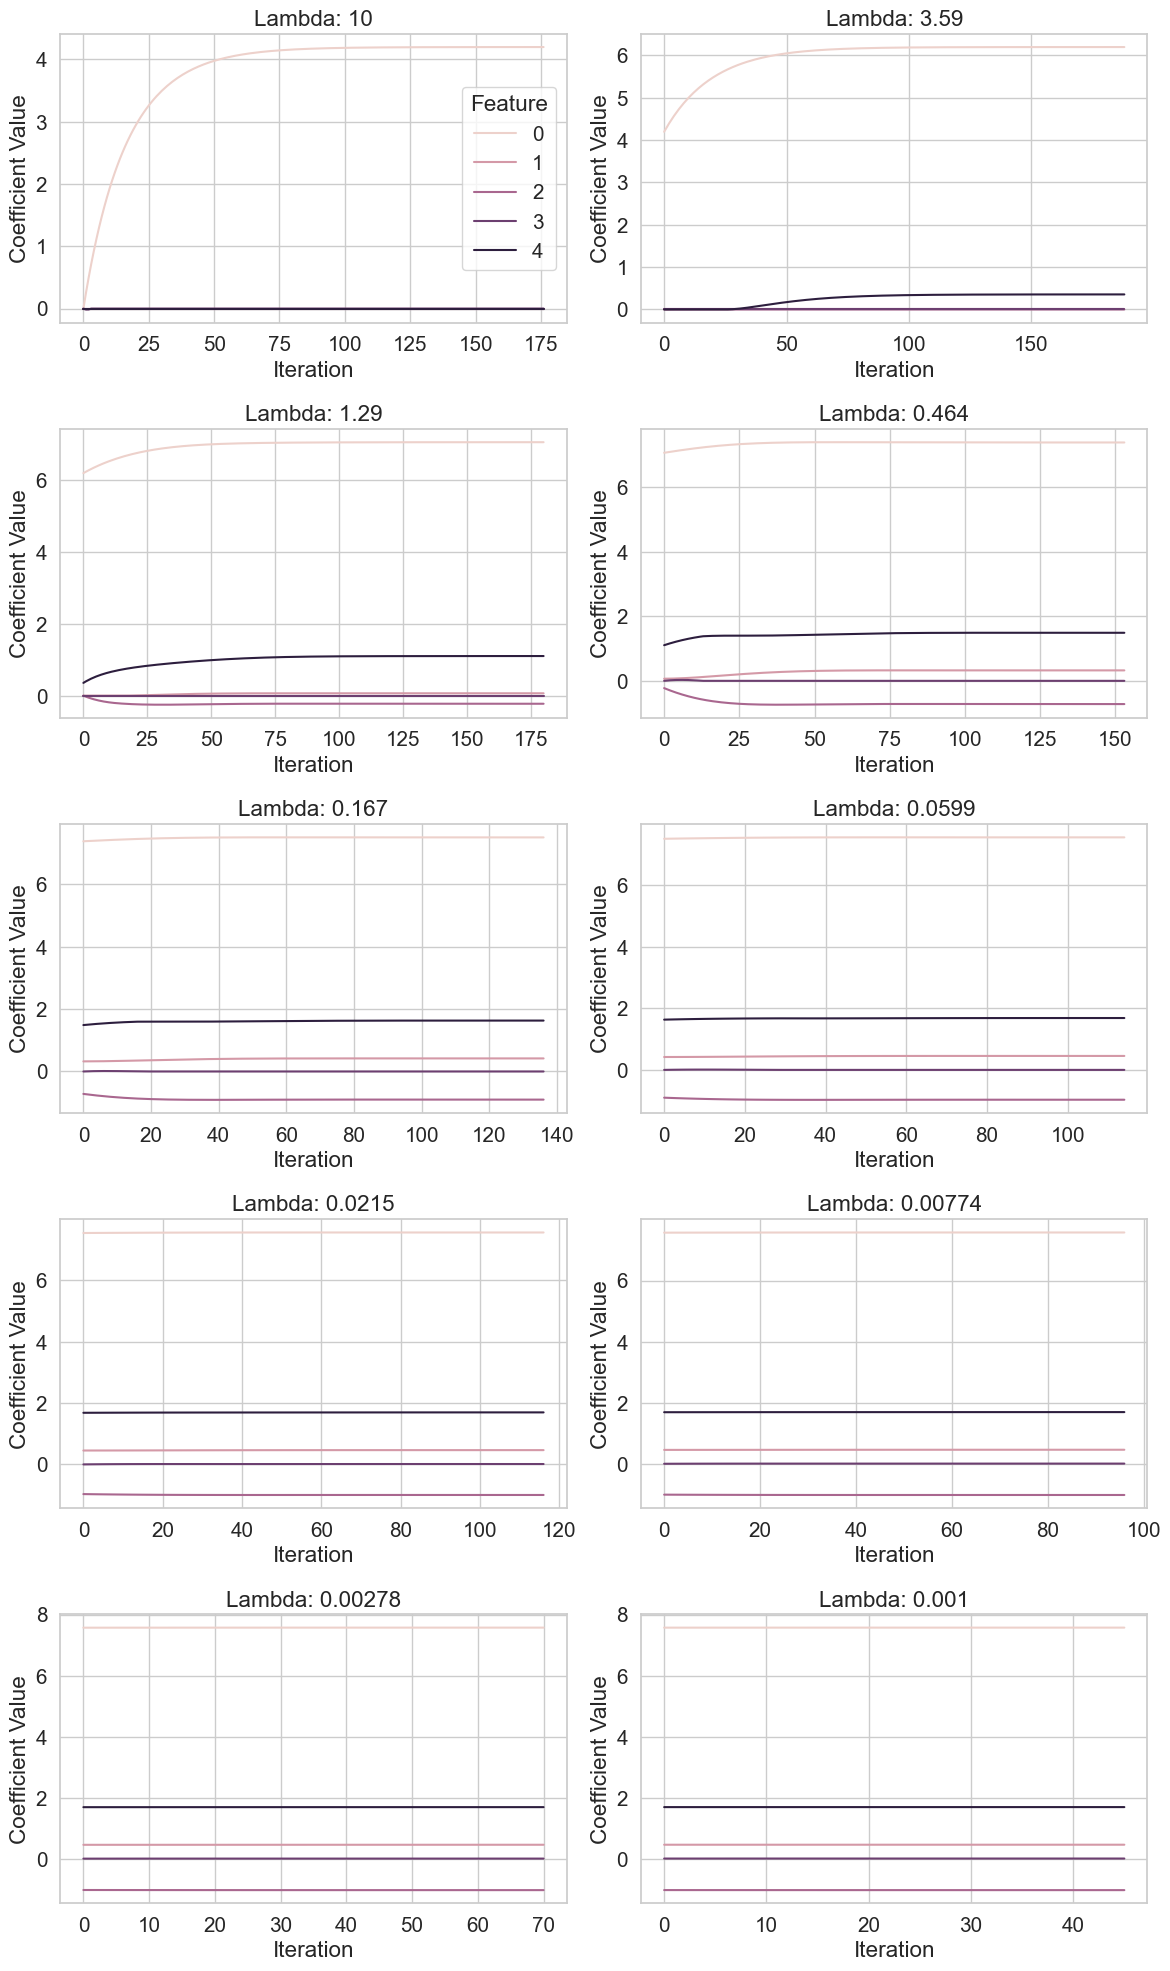 Lambda: 10
Coefficient Value
4
3
2
1
0
Feature
0
1
2
3
4
0 25 50 75 100 125 150 175
Iteration
Lambda: 3.59
Coefficient Value
6
5
4
3
2
1
0
0 50 100 150
Iteration
Lambda: 1.29
Coefficient Value
6
4
2
0
0 25 50 75 100 125 150 175
Iteration
Lambda: 0.464
Coefficient Value
6
4
2
0
0 25 50 75 100 125 150
Iteration
Lambda: 0.167
Coefficient Value
6
4
2
0
0 20 40 60 80 100 120 140
Iteration
Lambda: 0.0599
Coefficient Value
6
4
2
0
0 20 40 60 80 100
Iteration
Lambda: 0.0215
Coefficient Value
6
4
2
0
0 20 40 60 80 100 120
Iteration
Lambda: 0.00774
Coefficient Value
6
4
2
0
0 20 40 60 80 100
Iteration
Lambda: 0.00278
Coefficient Value
8
6
4
2
0
0 10 20 30 40 50 60 70
Iteration
Lambda: 0.001
Coefficient Value
8
6
4
2
0
0 10 20 30 40
Iteration